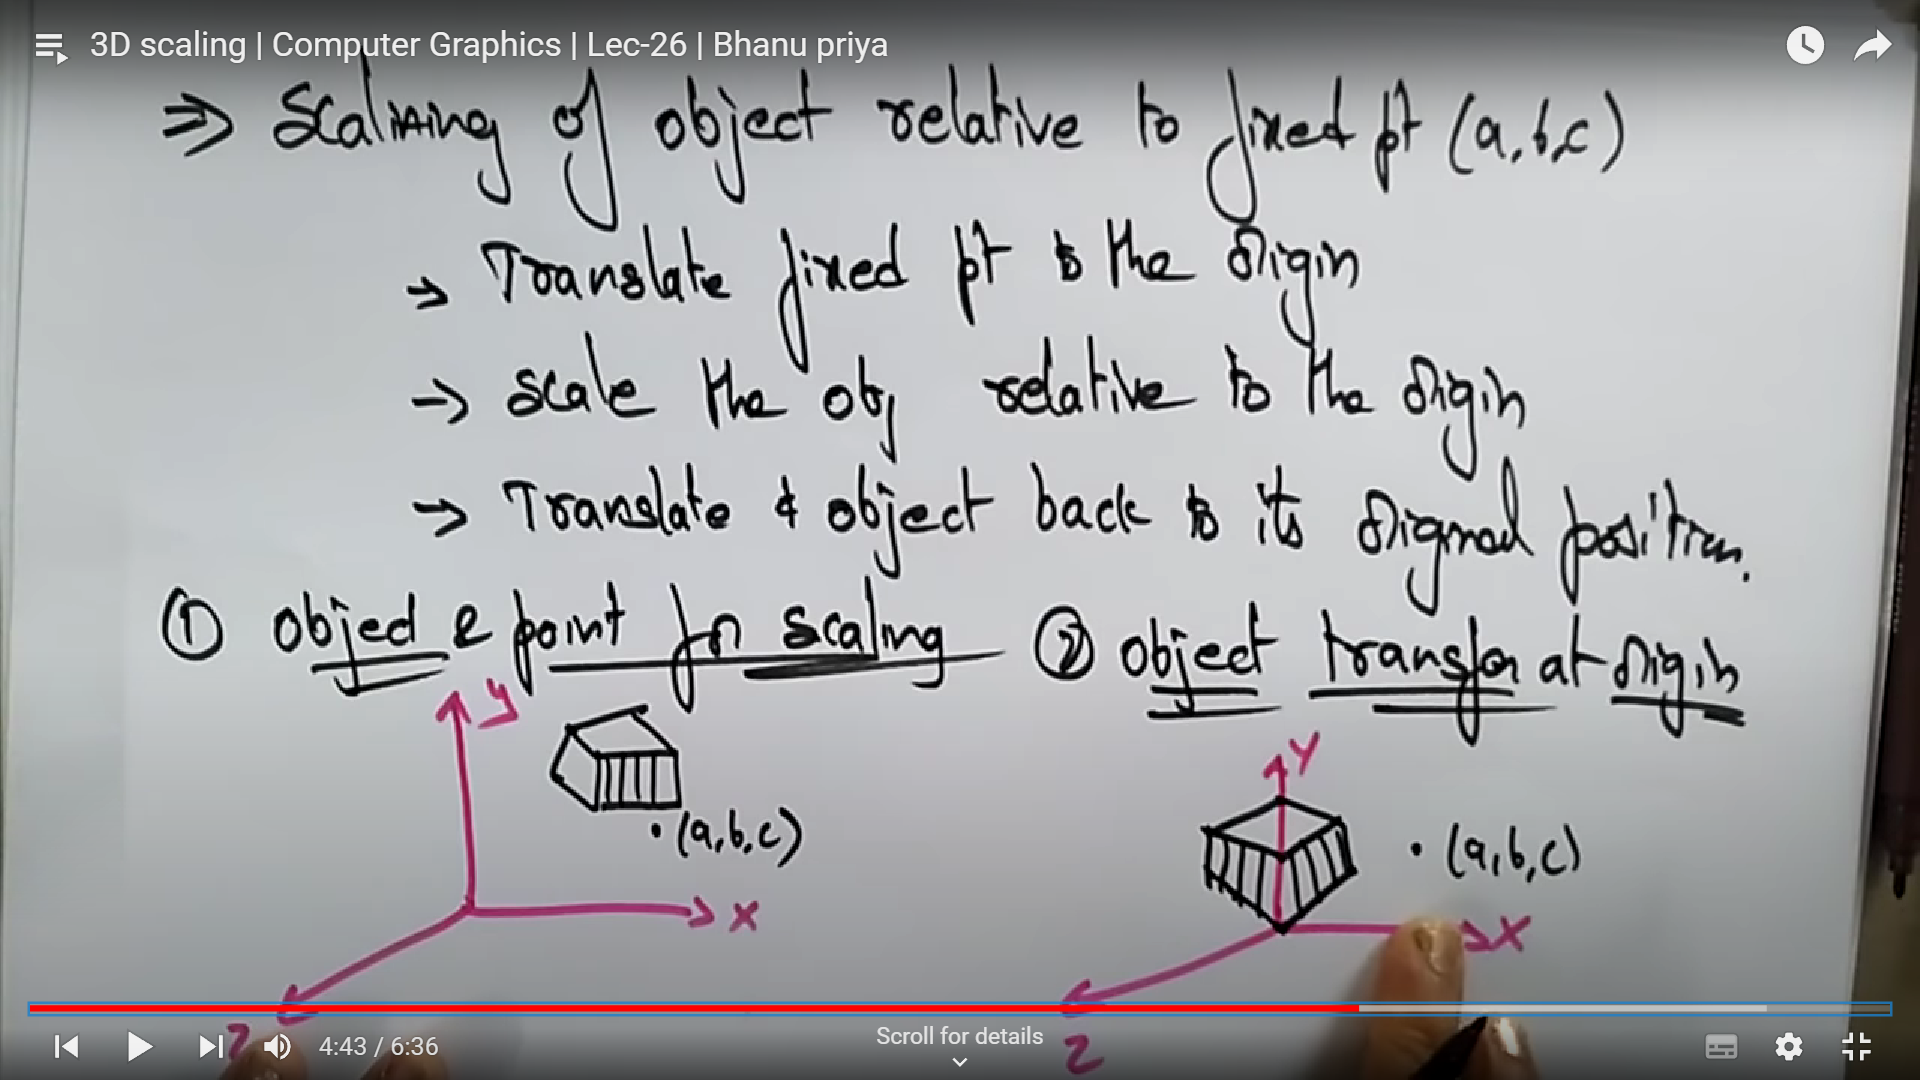 3D scaling | Computer Graphics | Lec-26 | Bhanu priya
⇒ Scalining of object relative to fixed pt (a,b,c)
→ Translate fixed pt to the origin
→ scale the obj relative to the origin
→ Translate & object back to its original position.
① object & point for scaling
② object transfer at origin
y
(a,b,c)
x
z
Y
(a,b,c)
X
z
4:43 / 6:36
Scroll for details